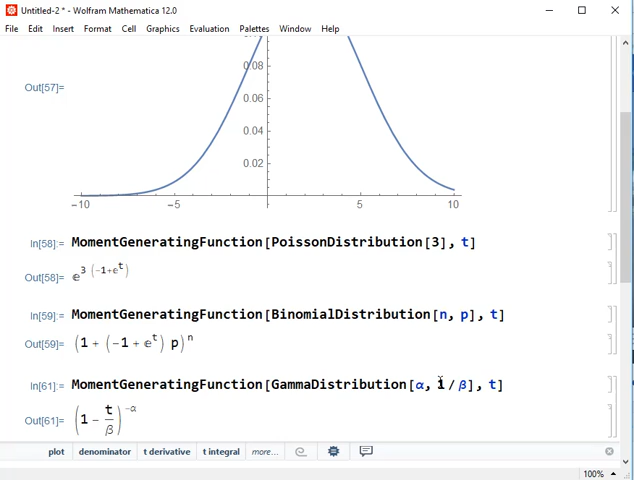 Untitled-2 * - Wolfram Mathematica 12.0
File Edit Insert Format Cell Graphics Evaluation Palettes Window Help
0.08
Out[57]=
0.06
0.04
0.02
-10 -5 5 10
In[58]:= MomentGeneratingFunction[PoissonDistribution[3], t]
Out[58]= ⅇ^3 (-1+ⅇ^t)
In[59]:= MomentGeneratingFunction[BinomialDistribution[n, p], t]
Out[59]= (1 + (-1 + ⅇ^t) p)^n
In[61]:= MomentGeneratingFunction[GammaDistribution[α, 1/β], t]
Out[61]= (1 - t/β)^-α
plot denominator t derivative t integral more...
100%